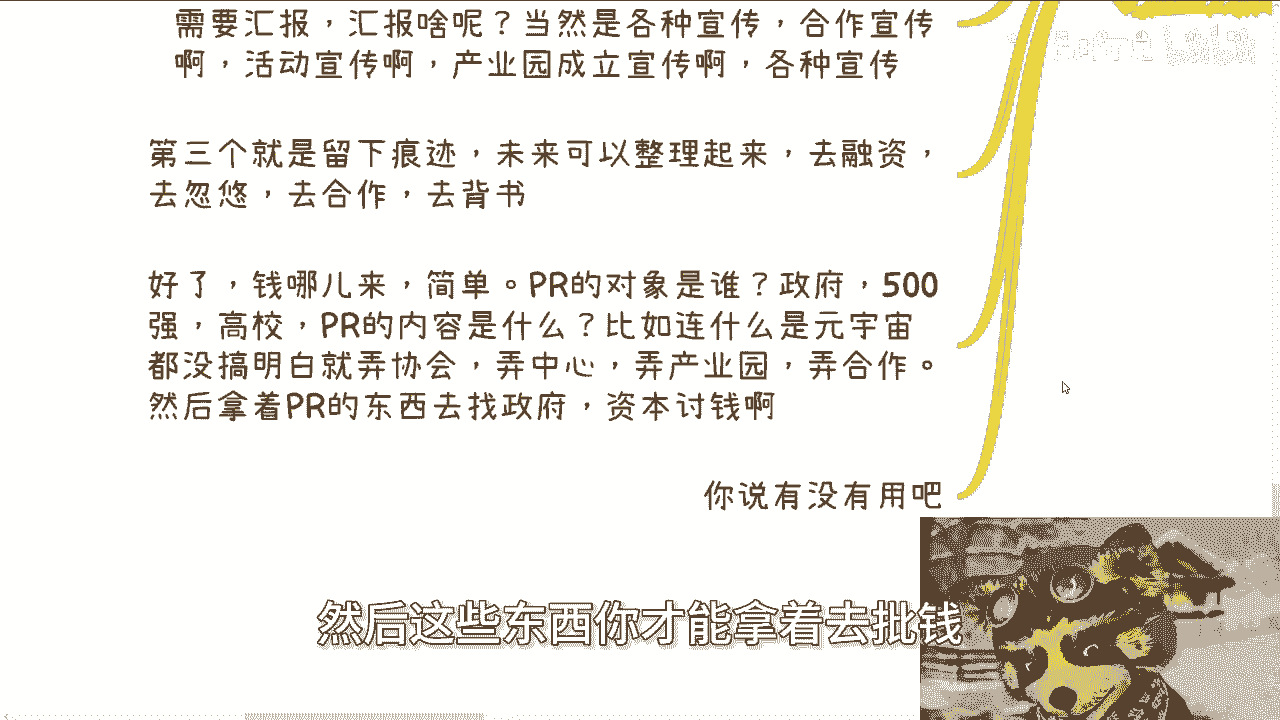 需要汇报，汇报啥呢？当然是各种宣传，合作宣传
啊，活动宣传啊，产业园成立宣传啊，各种宣传
第三个就是留下痕迹，未来可以整理起来，去融资，
去忽悠，去合作，去背书
好了，钱哪儿来，简单。PR的对象是谁？政府，500
强，高校，PR的内容是什么？比如连什么是元宇宙
都没搞明白就弄协会，弄中心，弄产业园，弄合作。
然后拿着PR的东西去找政府，资本讨钱啊
你说有没有用吧
然后这些东西你才能拿着去批钱